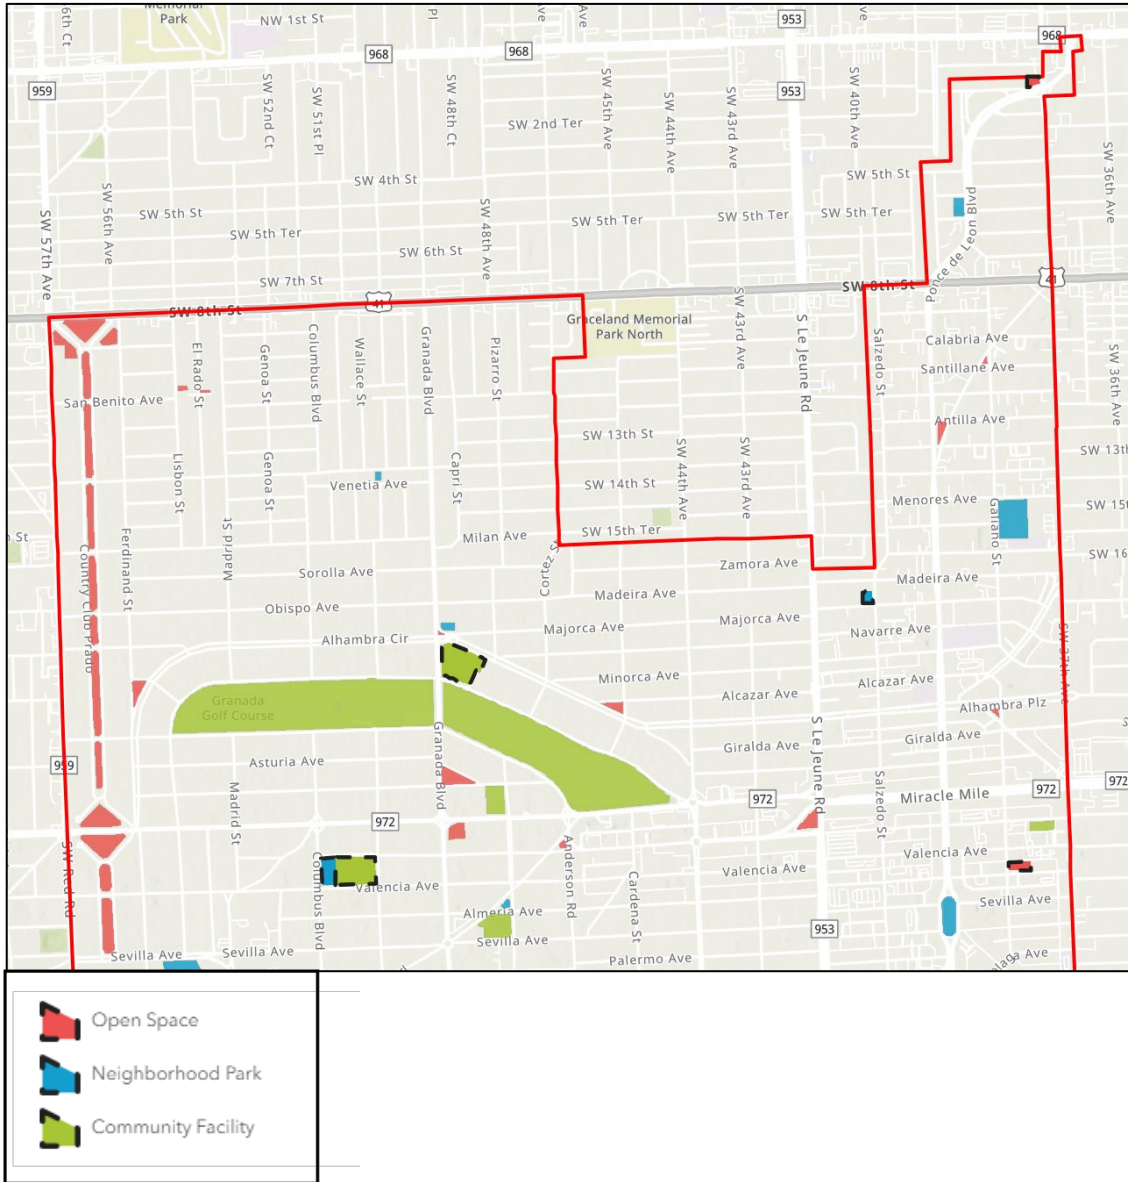 Memorial
Park
NW 1st St
6th Ct
Pl
Ave
Ave
953
ve
968
968
968
959
953
SW 52nd Ct
SW 51st Pl
SW 48th Ct
SW 45th Ave
SW 44th Ave
SW 43rd Ave
SW 40th Ave
SW 36th Ave
SW 2nd Ter
SW 4th St
SW 5th St
SW 5th St
SW 5th Ter
SW 5th Ter
SW 5th Ter
SW 5th Ter
SW 6th St
SW 7th St
SW 57th Ave
SW 56th Ave
SW 48th Ave
Ponce de Leon Blvd
SW 8th St
41
SW 8th St
41
Graceland Memorial
Park North
SW 43rd Ave
S Le Jeune Rd
Salzedo St
Calabria Ave
Santillane Ave
SW 36th Ave
El Rado St
Genoa St
Columbus Blvd
Wallace St
Granada Blvd
Pizarro St
San Benito Ave
Antilla Ave
SW 13th St
SW 13th
SW 44th Ave
SW 43rd Ave
Lisbon St
Genoa St
Capri St
Venetia Ave
SW 14th St
Menores Ave
Galiano St
SW 15t
n St
Ferdinand St
Madrid St
Milan Ave
SW 15th Ter
Cortez St
Country Club Prado
Sorolla Ave
Zamora Ave
SW 16
Madeira Ave
Madeira Ave
Obispo Ave
Alhambra Cir
Majorca Ave
Majorca Ave
Navarre Ave
SW 37th Ave
Minorca Ave
Alcazar Ave
Alcazar Ave
Granada
Golf Course
Alhambra Plz
S Le Jeune Rd
Giralda Ave
Giralda Ave
Granada Blvd
959
Asturia Ave
Madrid St
Salzedo St
972
972
972
Miracle Mile
972
SW Red Rd
Columbus Blvd
Anderson Rd
Valencia Ave
Valencia Ave
Valencia Ave
Cardena St
Almeria Ave
Sevilla Ave
953
Sevilla Ave
Sevilla Ave
Sevilla Ave
Palermo Ave
alaga Ave
Open Space
Neighborhood Park
Community Facility